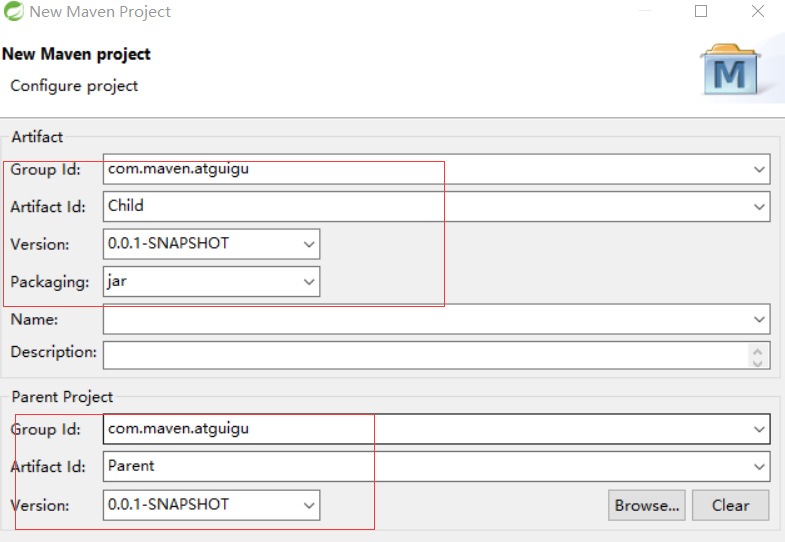 New Maven Project
New Maven project
Configure project
M
Artifact
Group Id: com.maven.atguigu
Artifact Id: Child
Version: 0.0.1-SNAPSHOT
Packaging: jar
Name:
Description:
Parent Project
Group Id: com.maven.atguigu
Artifact Id: Parent
Version: 0.0.1-SNAPSHOT Browse... Clear